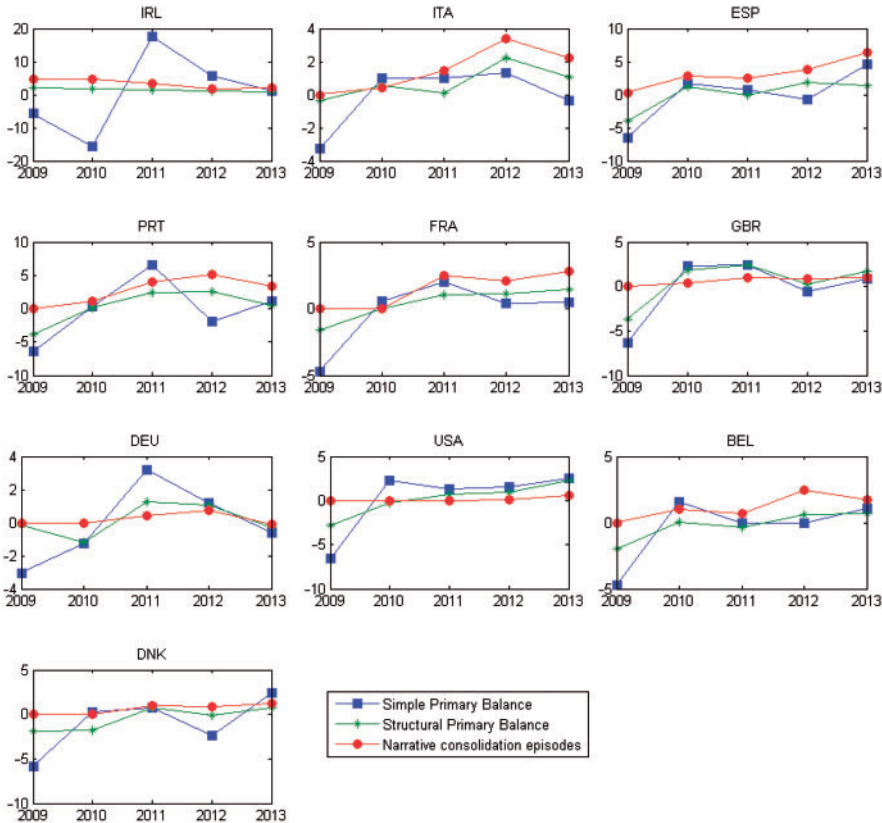 IRL ITA ESP
20 4 10
10 2 5
0 0 0
-10 -2 -5
-20 -4 -10
2009 2010 2011 2012 2013 2009 2010 2011 2012 2013 2009 2010 2011 2012 2013
PRT FRA GBR
10 5 5
5
0 0 0
-5 -5
-10 -5 -10
2009 2010 2011 2012 2013 2009 2010 2011 2012 2013 2009 2010 2011 2012 2013
DEU USA BEL
4 5 5
2 0
0 0
-2 -5
-4 -10 -5
2009 2010 2011 2012 2013 2009 2010 2011 2012 2013 2009 2010 2011 2012 2013
DNK
5
0
-5
-10
2009 2010 2011 2012 2013
Simple Primary Balance
Structural Primary Balance
Narrative consolidation episodes